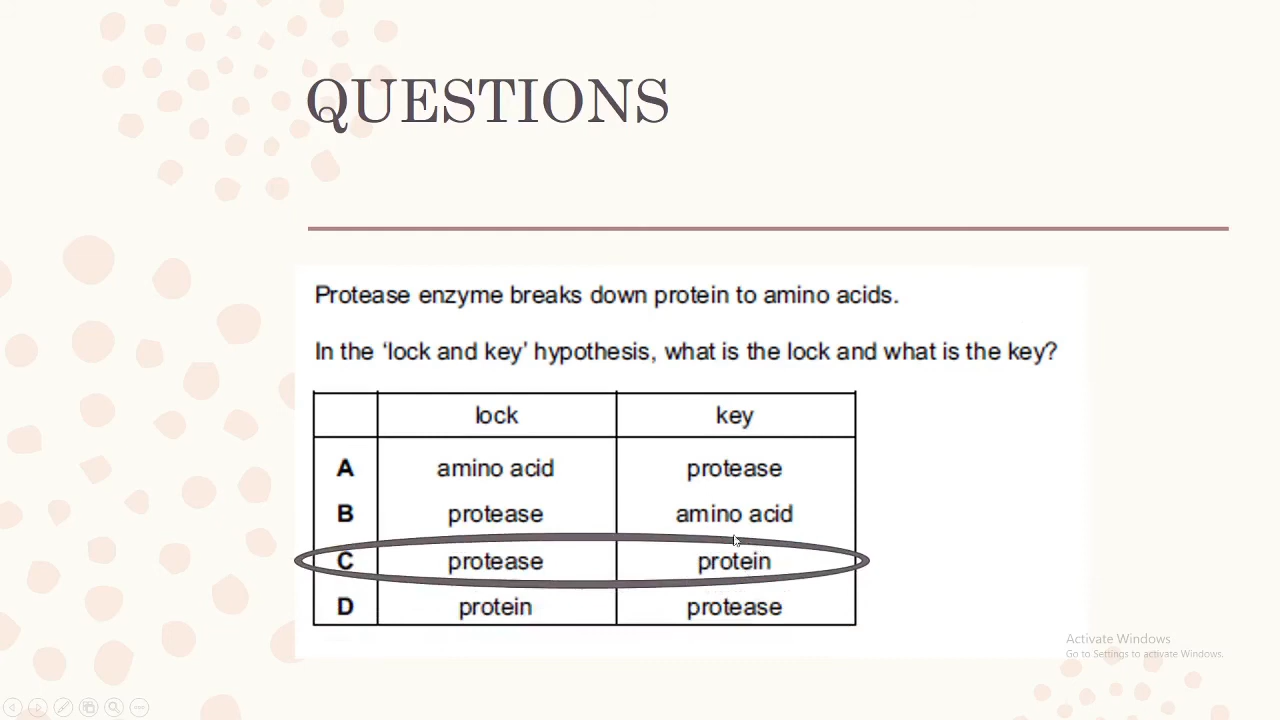 QUESTIONS
Protease enzyme breaks down protein to amino acids.
In the ‘lock and key’ hypothesis, what is the lock and what is the key?
lock key
A amino acid protease
B protease amino acid
C protease protein
D protein protease
Activate Windows
Go to Settings to activate Windows.